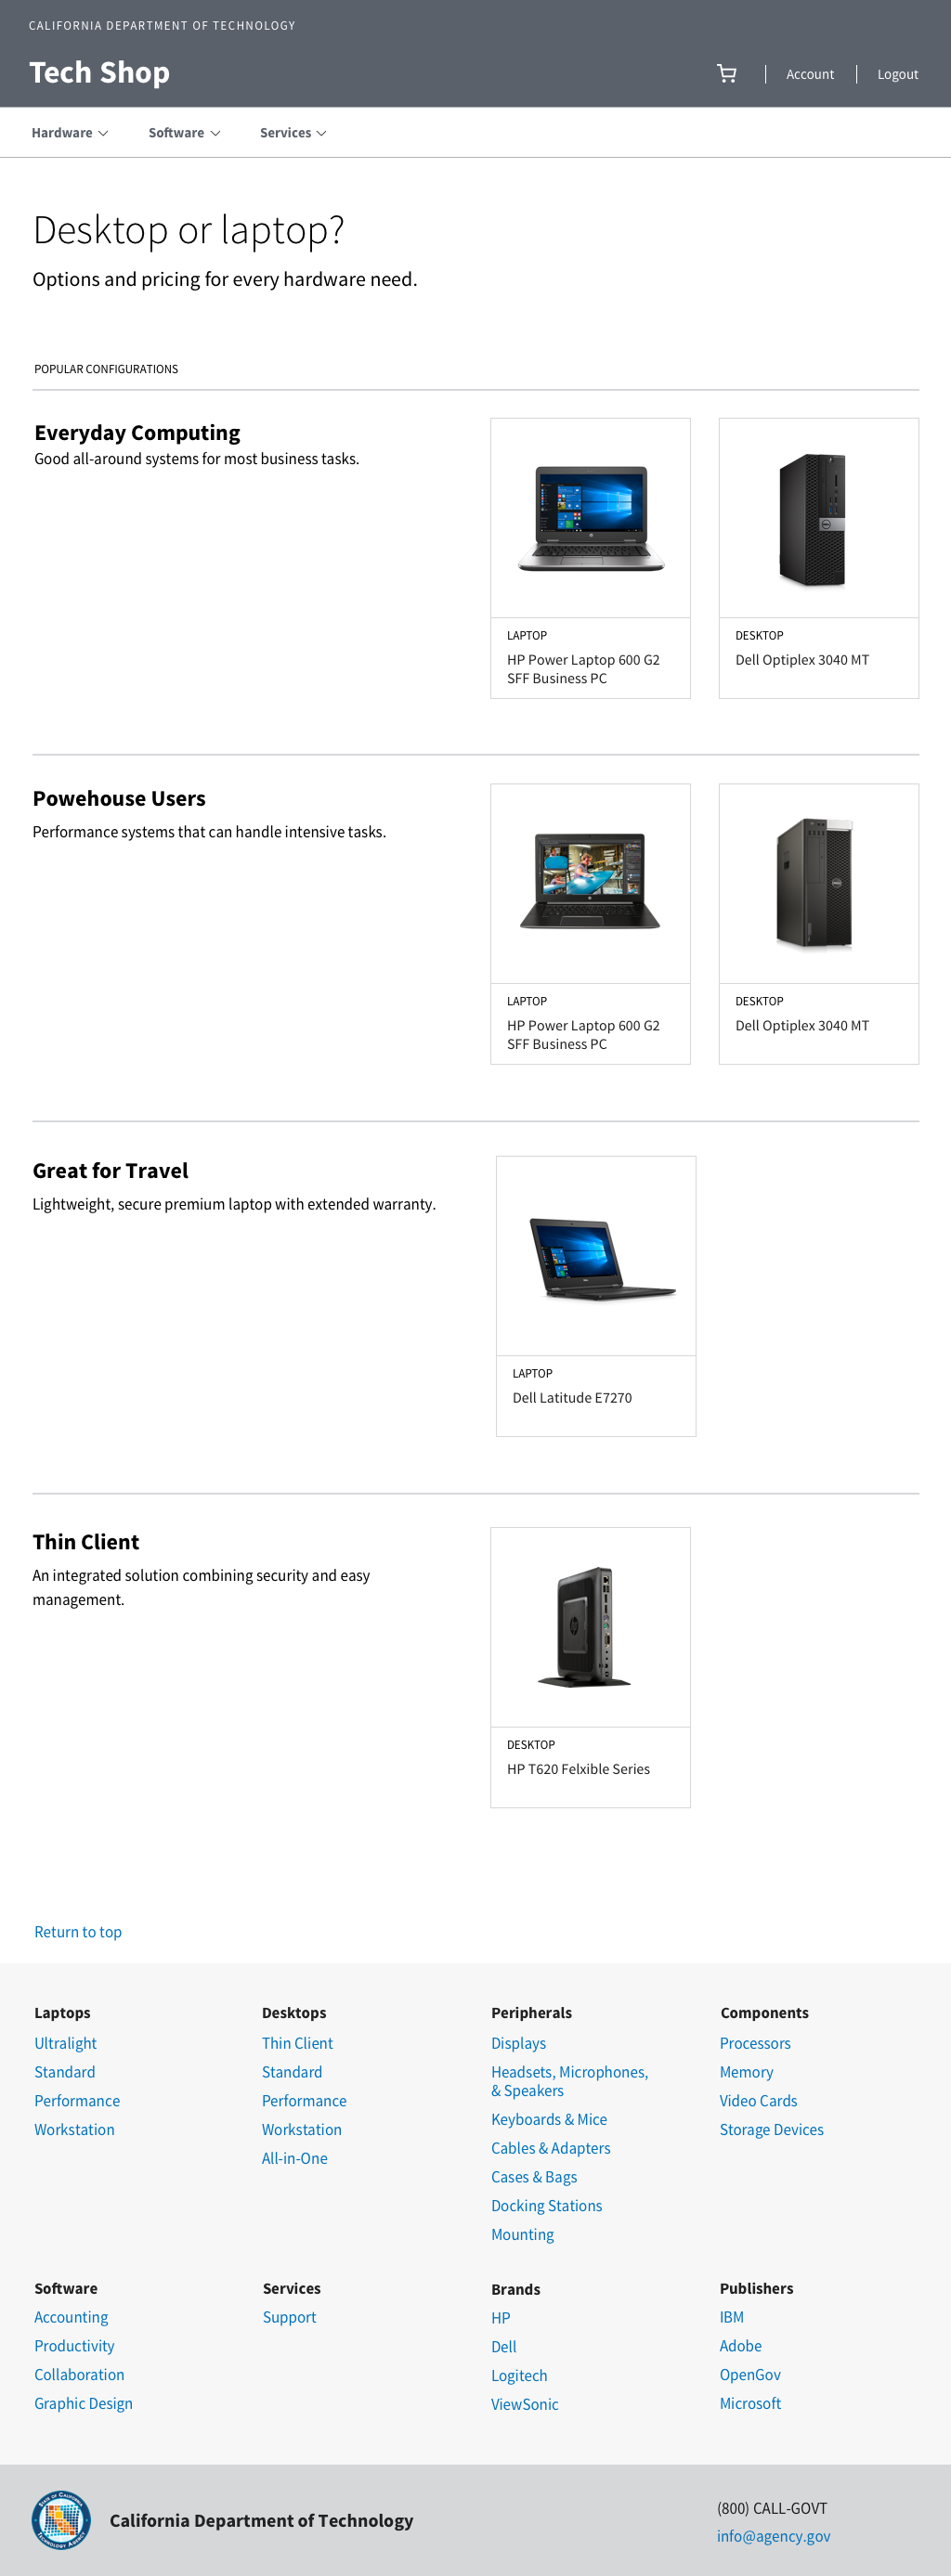 CALIFORNIA DEPARTMENT OF TECHNOLOGY
Tech Shop
Account
Logout
Hardware
Software
Services
Desktop or laptop?
Options and pricing for every hardware need.
POPULAR CONFIGURATIONS
Everyday Computing
Good all-around systems for most business tasks.
LAPTOP
HP Power Laptop 600 G2
SFF Business PC
DESKTOP
Dell Optiplex 3040 MT
Powehouse Users
Performance systems that can handle intensive tasks.
LAPTOP
HP Power Laptop 600 G2
SFF Business PC
DESKTOP
Dell Optiplex 3040 MT
Great for Travel
Lightweight, secure premium laptop with extended warranty.
LAPTOP
Dell Latitude E7270
Thin Client
An integrated solution combining security and easy
management.
DESKTOP
HP T620 Felxible Series
Return to top
Laptops
Ultralight
Standard
Performance
Workstation
Desktops
Thin Client
Standard
Performance
Workstation
All-in-One
Peripherals
Displays
Headsets, Microphones,
& Speakers
Keyboards & Mice
Cables & Adapters
Cases & Bags
Docking Stations
Mounting
Components
Processors
Memory
Video Cards
Storage Devices
Software
Accounting
Productivity
Collaboration
Graphic Design
Services
Support
Brands
HP
Dell
Logitech
ViewSonic
Publishers
IBM
Adobe
OpenGov
Microsoft
STATE OF CALIFORNIA
TECHNOLOGY AGENCY
California Department of Technology
(800) CALL-GOVT
info@agency.gov